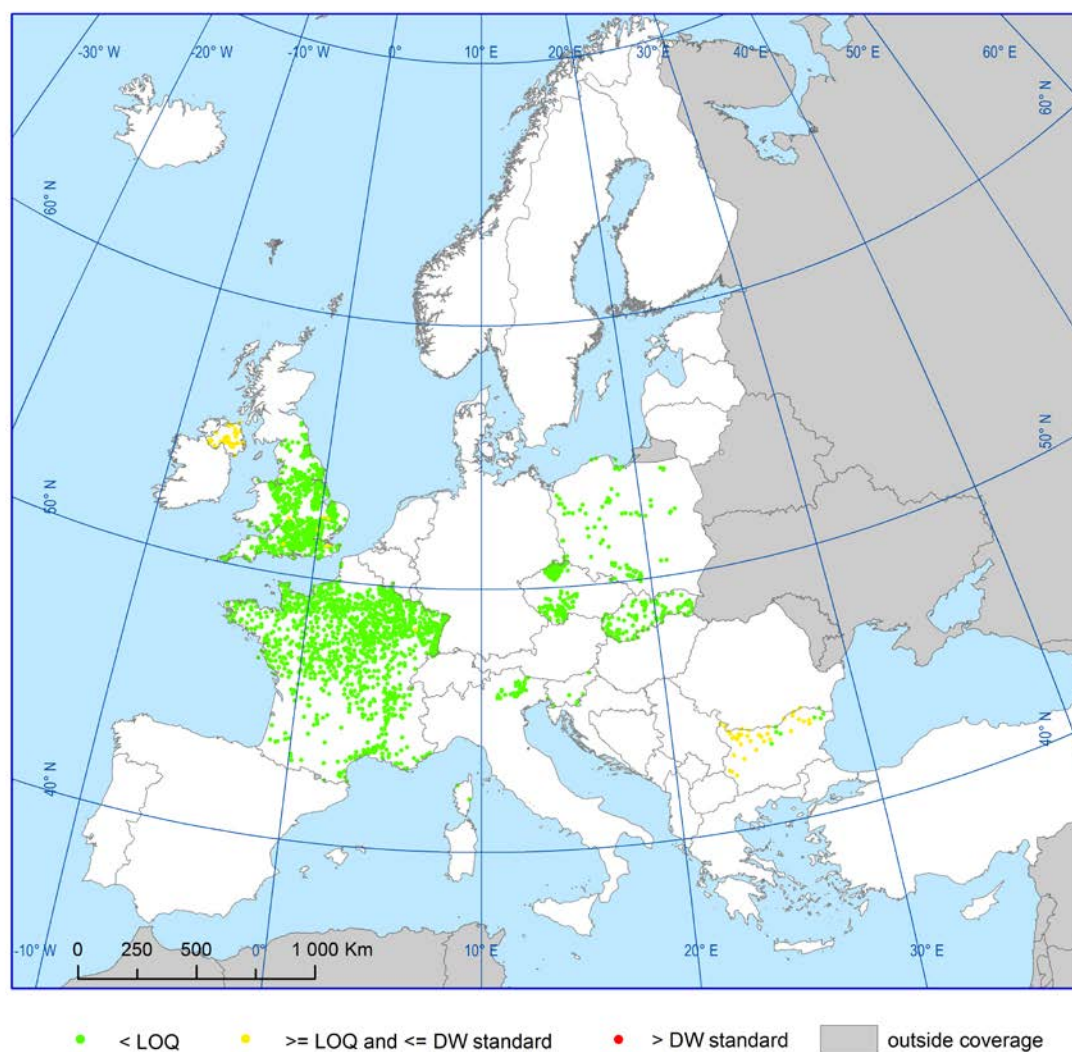 -30° W -20° W -10° W 0° 10° E 20° E 30° E 40° E 50° E 60° E
60° N
60° N
50° N
50° N
40° N
40° N
0 250 500 1 000 Km
-10° W 0° 10° E 20° E 30° E
< LOQ >= LOQ and <= DW standard > DW standard outside coverage